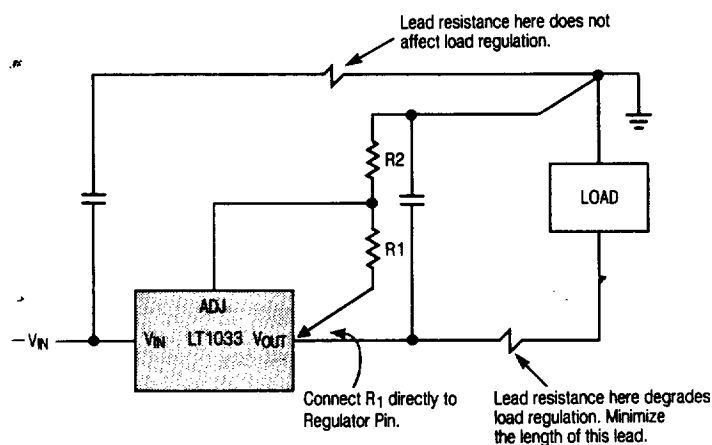 Lead resistance here does not
affect load regulation.
R2
LOAD
R1
ADJ
–VIN
VIN LT1033 VOUT
Connect R1 directly to
Regulator Pin.
Lead resistance here degrades
load regulation. Minimize
the length of this lead.